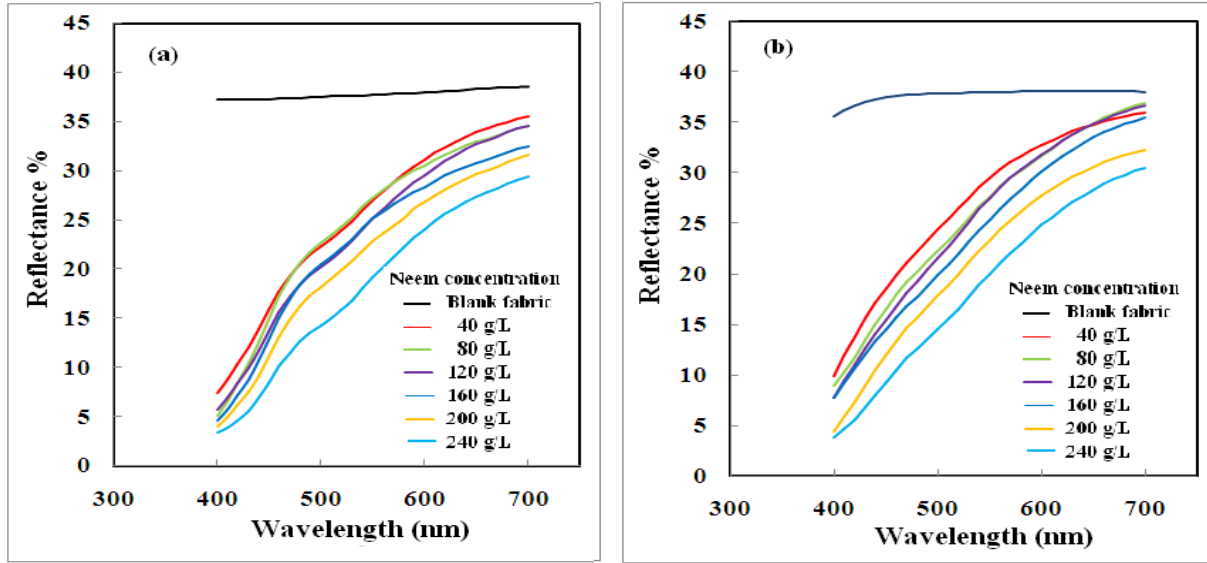 (a)
45
40
35
30
25
20
15
10
5
0
Reflectance %
300 400 500 600 700
Wavelength (nm)
Neem concentration
Blank fabric
40 g/L
80 g/L
120 g/L
160 g/L
200 g/L
240 g/L
(b)
45
40
35
30
25
20
15
10
5
0
Reflectance %
300 400 500 600 700
Wavelength (nm)
Neem concentration
Blank fabric
40 g/L
80 g/L
120 g/L
160 g/L
200 g/L
240 g/L